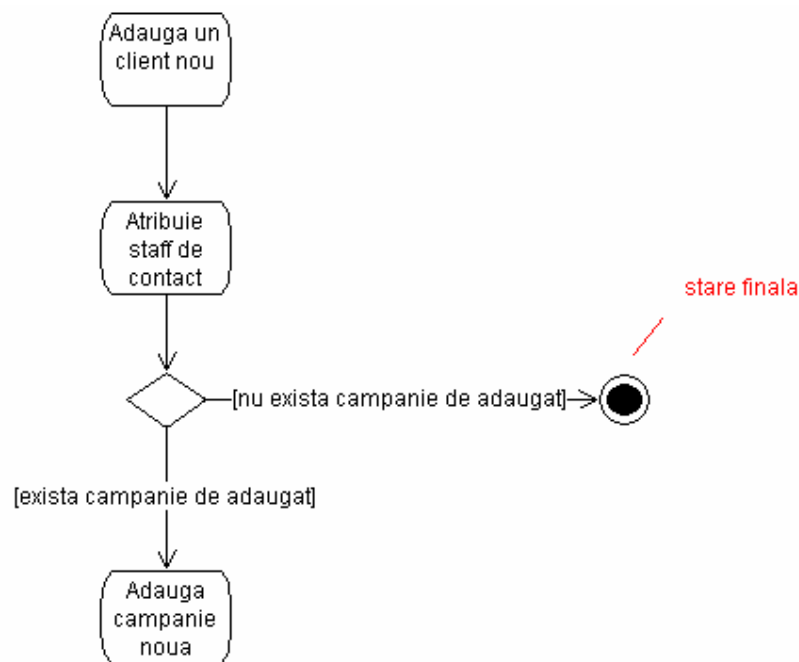 Adauga un
client nou
Atribuie
staff de
contact
stare finala
[nu exista campanie de adaugat]
[exista campanie de adaugat]
Adauga
campanie
noua